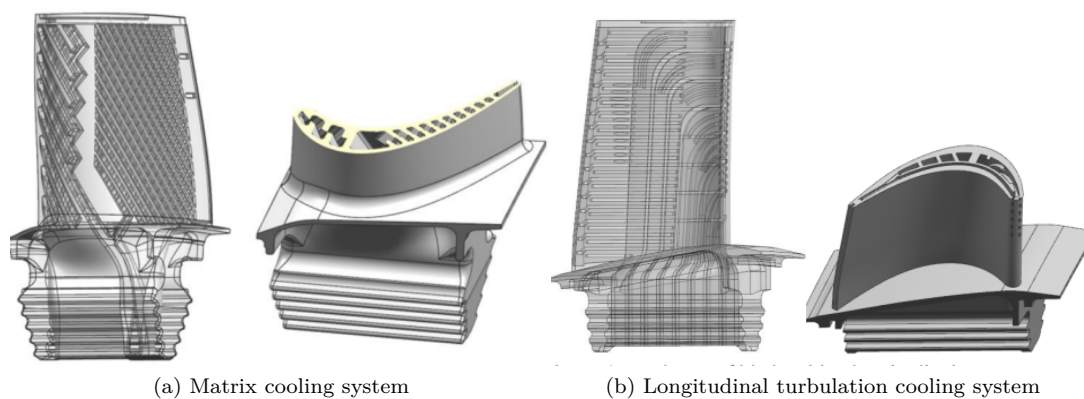 (a) Matrix cooling system
(b) Longitudinal turbulation cooling system